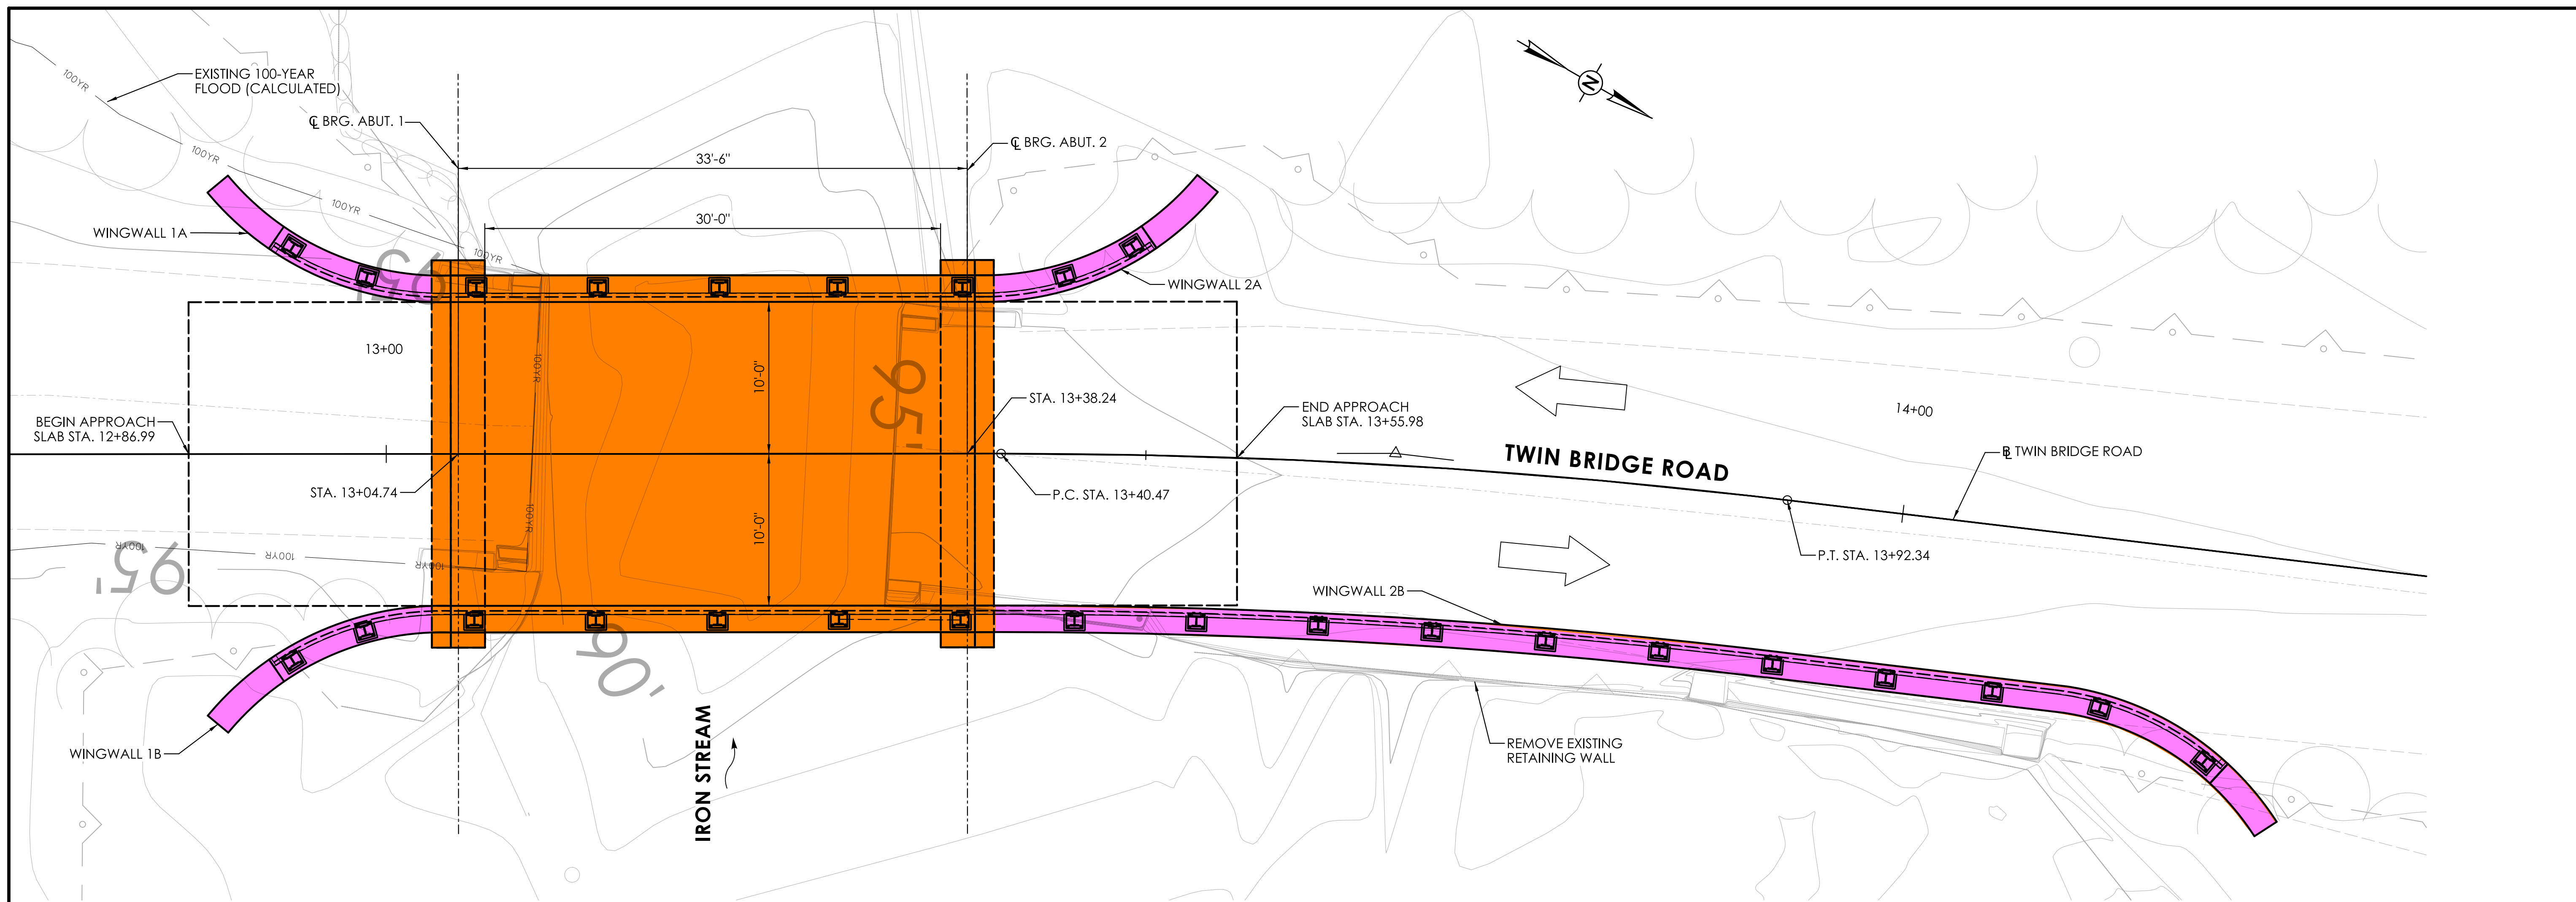 EXISTING 100-YEAR
FLOOD (CALCULATED)
100YR
100YR
100YR
100YR
℄ BRG. ABUT. 1
℄ BRG. ABUT. 2
33'-6"
30'-0"
N
WINGWALL 1A
WINGWALL 2A
95'
13+00
100YR
10'-0"
95'
STA. 13+38.24
END APPROACH
SLAB STA. 13+55.98
14+00
BEGIN APPROACH
SLAB STA. 12+86.99
TWIN BRIDGE ROAD
℄ TWIN BRIDGE ROAD
STA. 13+04.74
P.C. STA. 13+40.47
100YR
10'-0"
P.T. STA. 13+92.34
100YR
100YR
100YR
95'
WINGWALL 2B
90'
WINGWALL 1B
IRON STREAM
REMOVE EXISTING
RETAINING WALL